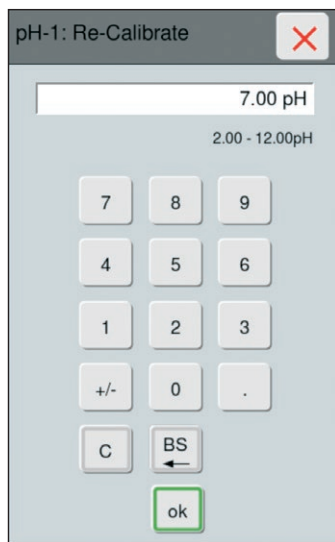 pH-1: Re-Calibrate
7.00 pH
2.00 - 12.00pH
7 8 9
4 5 6
1 2 3
+/- 0 .
C BS
ok